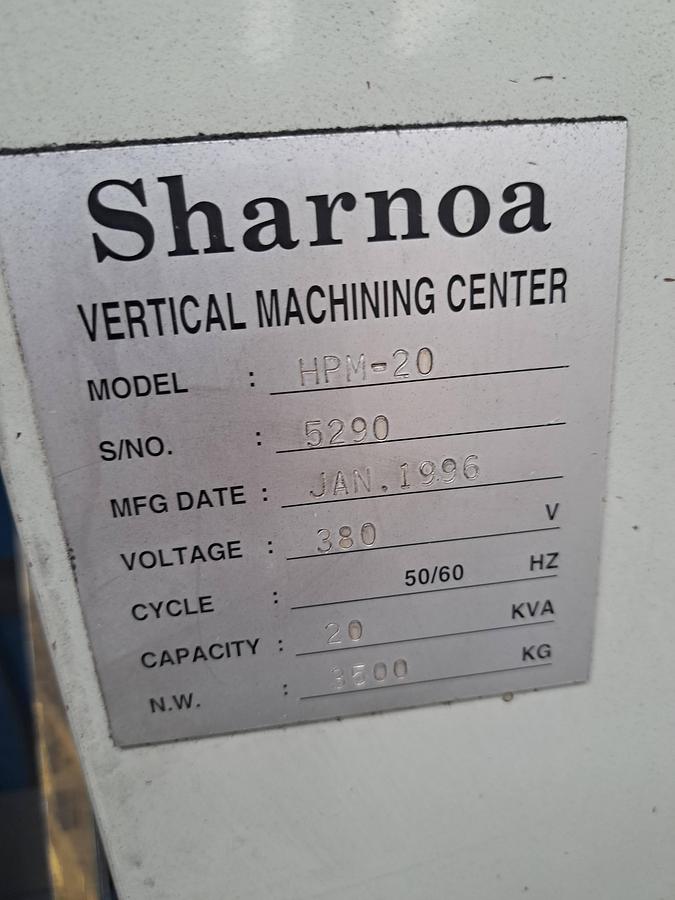 Sharnoa
VERTICAL MACHINING CENTER
MODEL : HPM-20
S/NO. : 5290
MFG DATE : JAN.1996
VOLTAGE : 380 V
CYCLE : 50/60 HZ
CAPACITY : 20 KVA
N.W. : 3500 KG